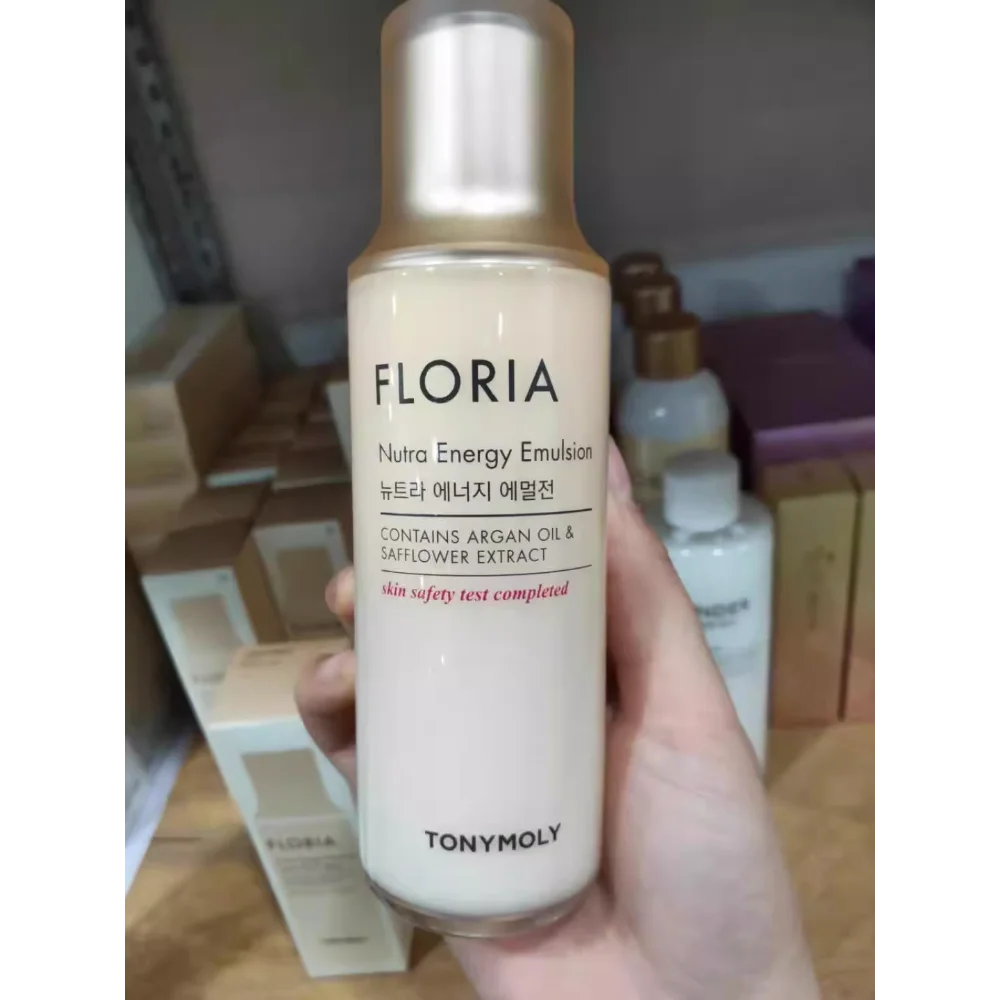 FLORIA
Nutra Energy Emulsion
뉴트라 에너지 에멀전
CONTAINS ARGAN OIL &
SAFFLOWER EXTRACT
skin safety test completed
TONYMOLY
FLORIA